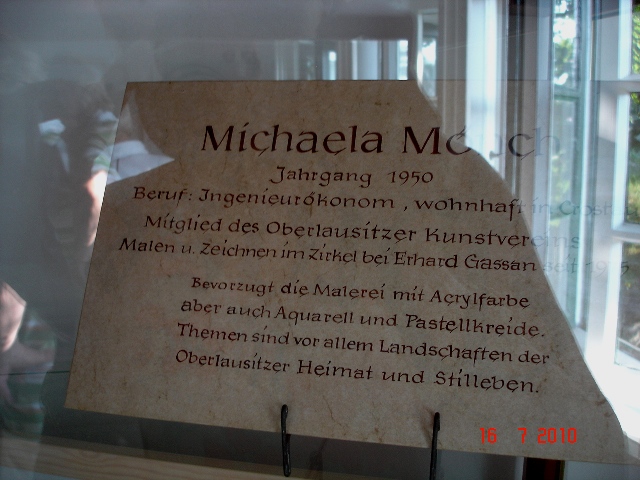 Michaela
Jahrgang 1950
Beruf: Ingenieurökonom, wohnhaft in
Mitglied des Oberlausitzer Kunstvereins
Malen u. Zeichnen im Zirkel bei Erhard Gassan seit
Bevorzugt die Malerei mit Acrylfarbe
aber auch Aquarell und Pastellkreide.
Themen sind vor allem Landschaften der
Oberlausitzer Heimat und Stilleben.
16 7 2010